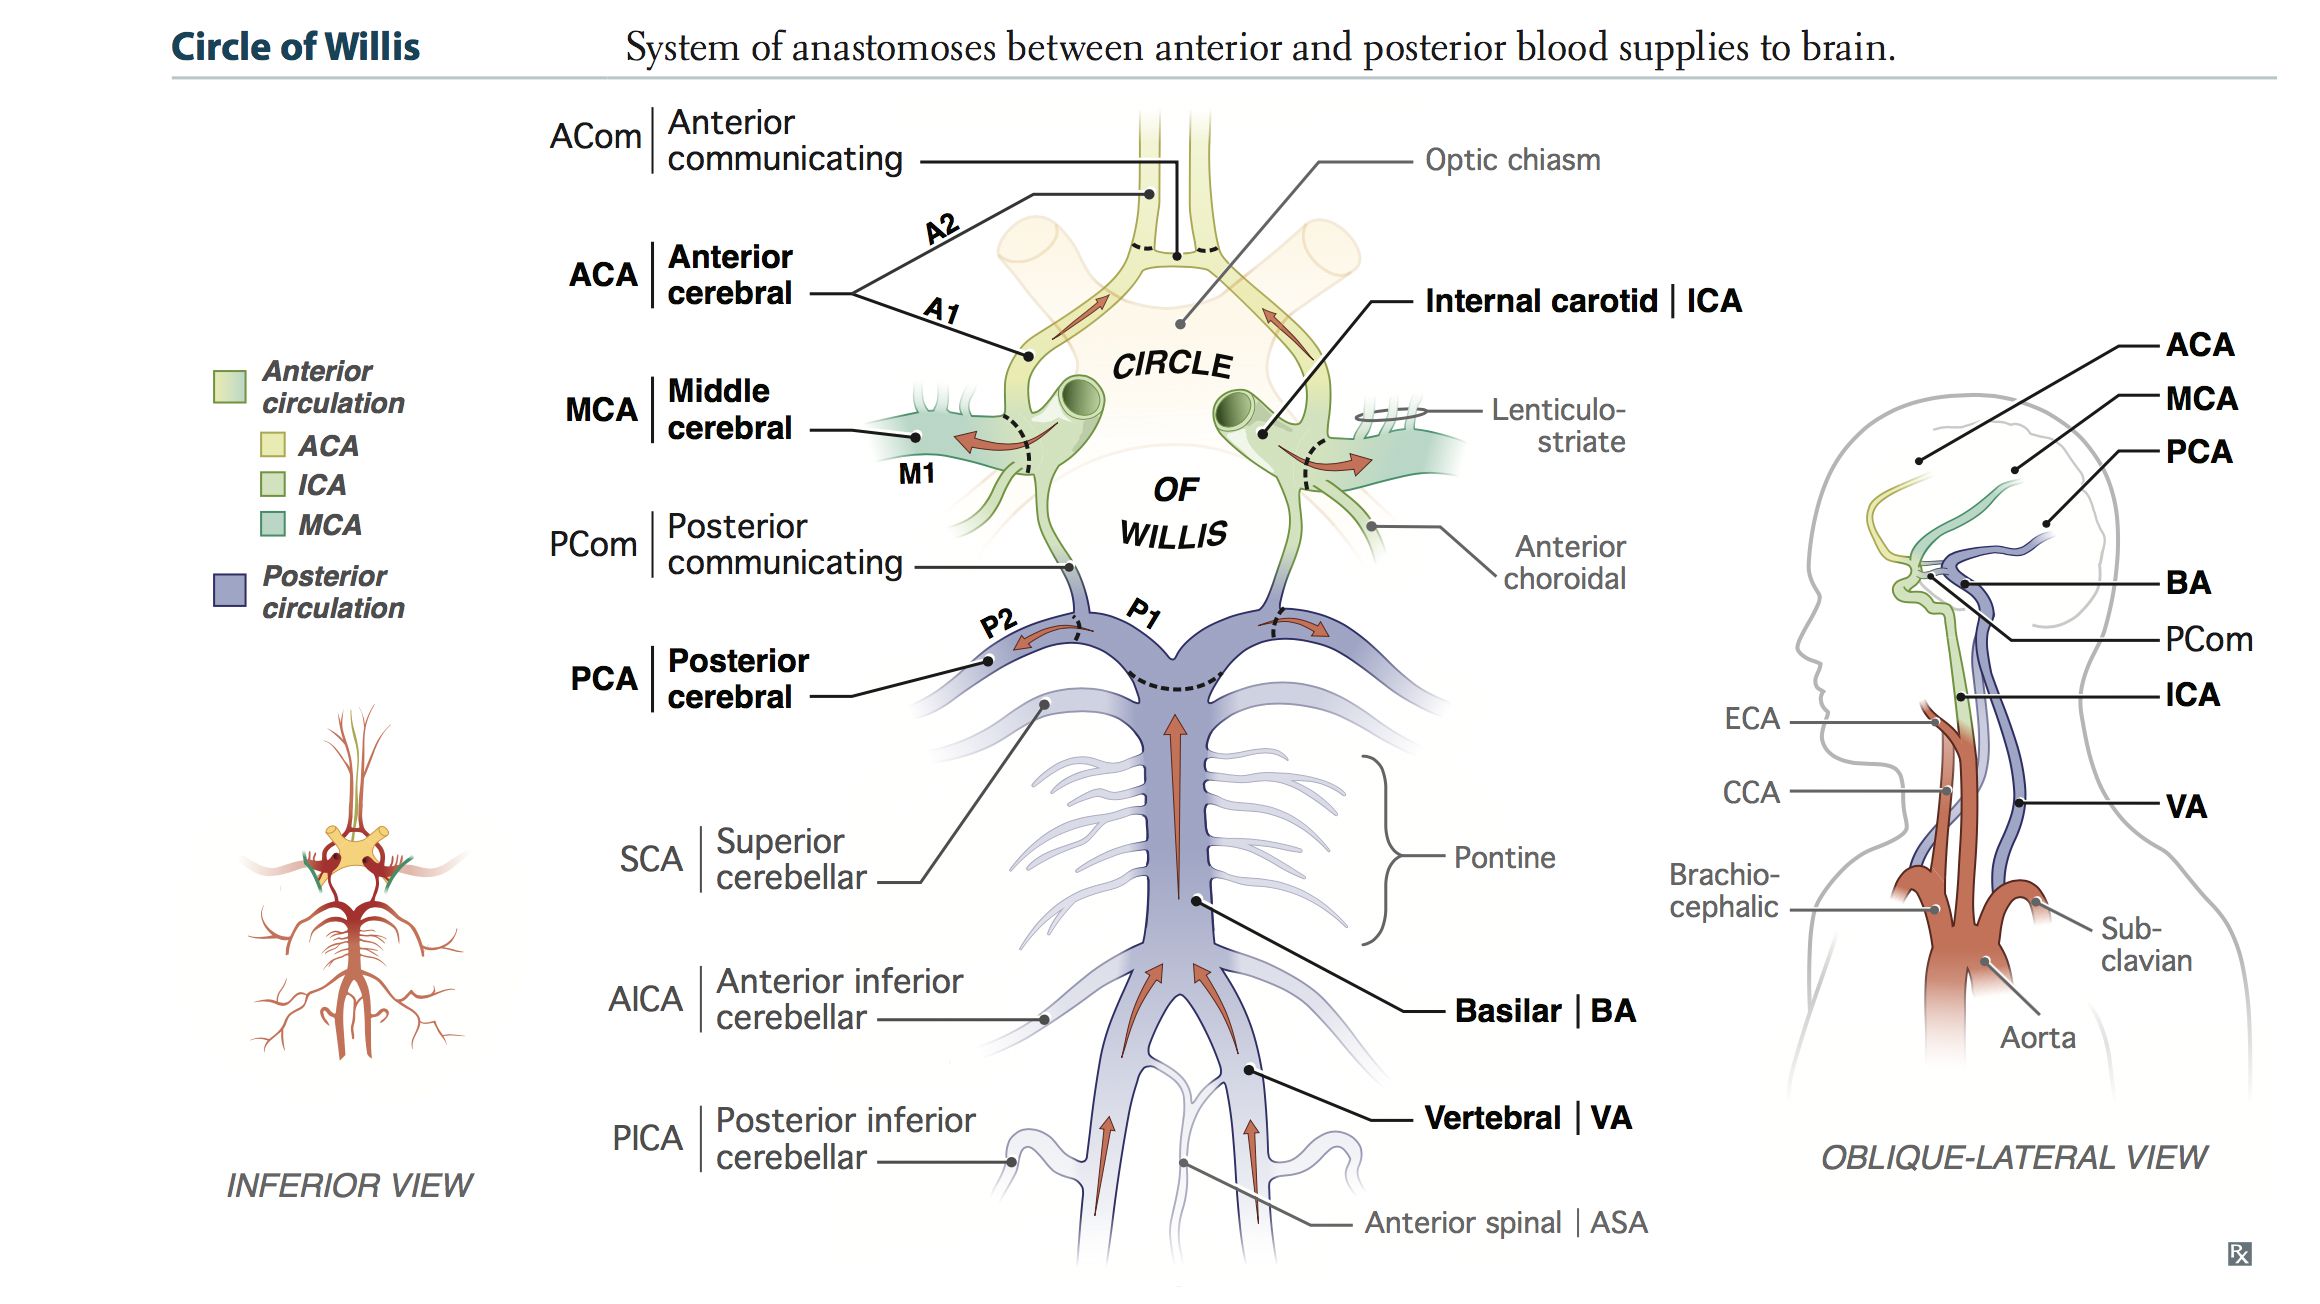 Circle of Willis
System of anastomoses between anterior and posterior blood supplies to brain.
ACom
Anterior
communicating
A2
ACA
Anterior
cerebral
A1
MCA
Middle
cerebral
M1
PCom
Posterior
communicating
P2
P1
PCA
Posterior
cerebral
SCA
Superior
cerebellar
AICA
Anterior inferior
cerebellar
PICA
Posterior inferior
cerebellar
CIRCLE
OF
WILLIS
Optic chiasm
Internal carotid | ICA
Lenticulo-
striate
Anterior
choroidal
Pontine
Basilar | BA
Vertebral | VA
Anterior spinal | ASA
Anterior
circulation
ACA
ICA
MCA
Posterior
circulation
INFERIOR VIEW
ACA
MCA
PCA
BA
PCom
ICA
VA
ECA
CCA
Brachio-
cephalic
Sub-
clavian
Aorta
OBLIQUE-LATERAL VIEW
Rx